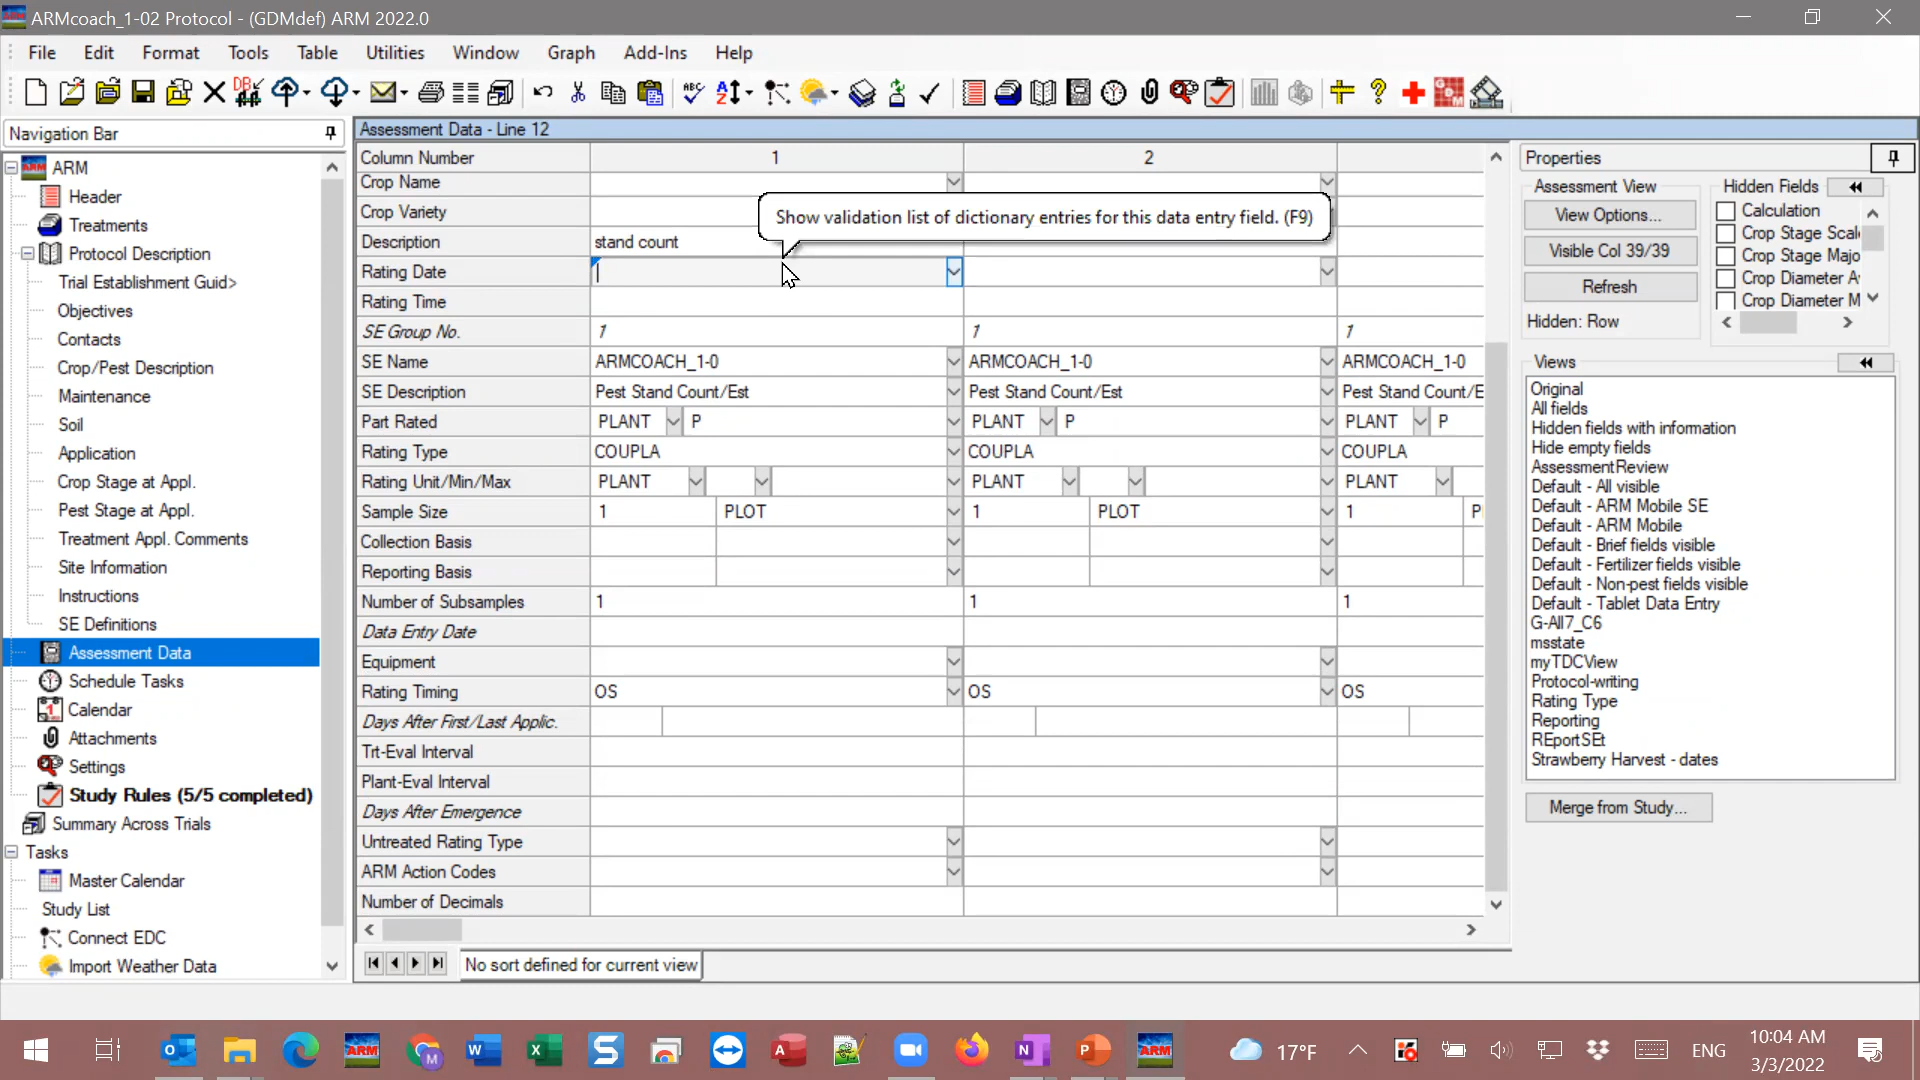 ARMcoach_1-02 Protocol - (GDMdef) ARM 2022.0
File Edit Format Tools Table Utilities Window Graph Add-Ins Help
Navigation Bar
ARM
Header
Treatments
Protocol Description
Trial Establishment Guid>
Objectives
Contacts
Crop/Pest Description
Maintenance
Soil
Application
Crop Stage at Appl.
Pest Stage at Appl.
Treatment Appl. Comments
Site Information
Instructions
SE Definitions
Assessment Data
Schedule Tasks
Calendar
Attachments
Settings
Study Rules (5/5 completed)
Summary Across Trials
Tasks
Master Calendar
Study List
Connect EDC
Import Weather Data
Assessment Data - Line 12
Column Number 1 2
Crop Name
Crop Variety
Show validation list of dictionary entries for this data entry field. (F9)
Description stand count
Rating Date
Rating Time
SE Group No. 1 1 1
SE Name ARMCOACH_1-0 ARMCOACH_1-0 ARMCOACH_1-0
SE Description Pest Stand Count/Est Pest Stand Count/Est Pest Stand Count/E
Part Rated PLANT P PLANT P PLANT P
Rating Type COUPLA COUPLA COUPLA
Rating Unit/Min/Max PLANT PLANT PLANT
Sample Size 1 PLOT 1 PLOT 1 P
Collection Basis
Reporting Basis
Number of Subsamples 1 1 1
Data Entry Date
Equipment
Rating Timing OS OS OS
Days After First/Last Applic.
Trt-Eval Interval
Plant-Eval Interval
Days After Emergence
Untreated Rating Type
ARM Action Codes
Number of Decimals
No sort defined for current view
Properties
Assessment View
View Options...
Visible Col 39/39
Refresh
Hidden: Row
Hidden Fields
Calculation
Crop Stage Scal
Crop Stage Majo
Crop Diameter A
Crop Diameter M
Views
Original
All fields
Hidden fields with information
Hide empty fields
AssessmentReview
Default - All visible
Default - ARM Mobile SE
Default - ARM Mobile
Default - Brief fields visible
Default - Fertilizer fields visible
Default - Non-pest fields visible
Default - Tablet Data Entry
G-All7_C6
msstate
myTDCView
Protocol-writing
Rating Type
Reporting
REportSEt
Strawberry Harvest - dates
Merge from Study...
17°F
ENG
10:04 AM
3/3/2022